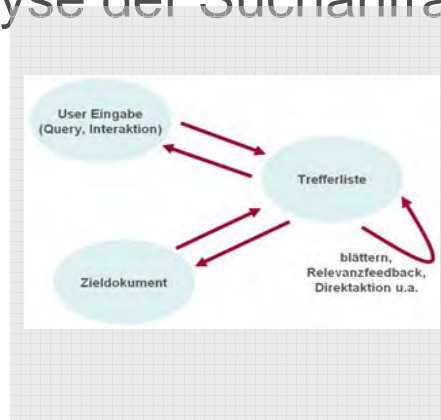 yse der Suchanfra
User Eingabe
(Query, Interaktion)
Trefferliste
blättern,
Relevanzfeedback,
Direktaktion u.a.
Zieldokument